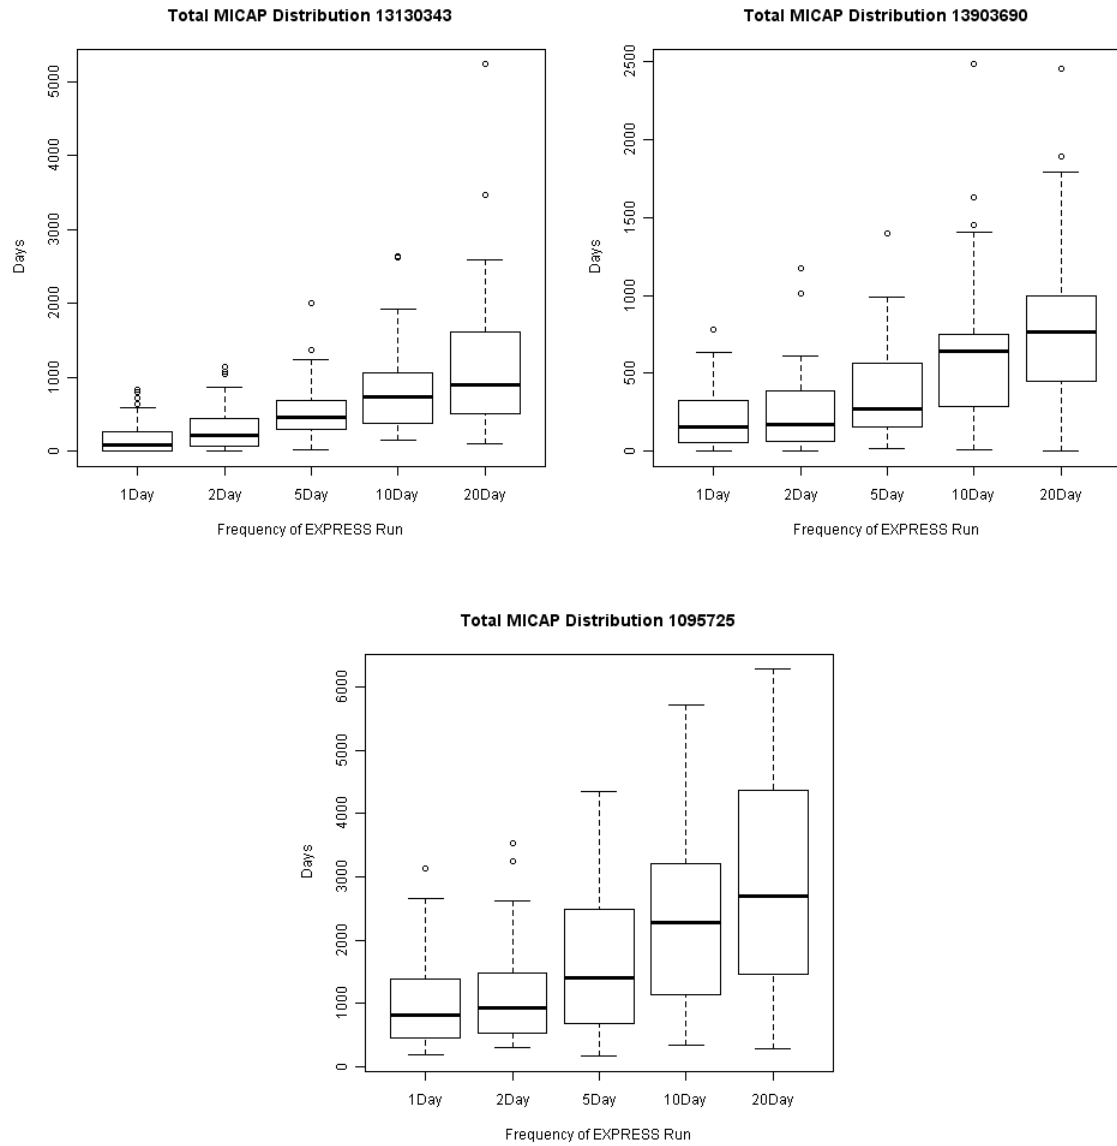 Total MICAP Distribution 13130343
Days
0
1000
2000
3000
4000
5000
1Day
2Day
5Day
10Day
20Day
Frequency of EXPRESS Run
Total MICAP Distribution 13903690
Days
0
500
1000
1500
2000
2500
1Day
2Day
5Day
10Day
20Day
Frequency of EXPRESS Run
Total MICAP Distribution 1095725
Days
0
1000
2000
3000
4000
5000
6000
1Day
2Day
5Day
10Day
20Day
Frequency of EXPRESS Run